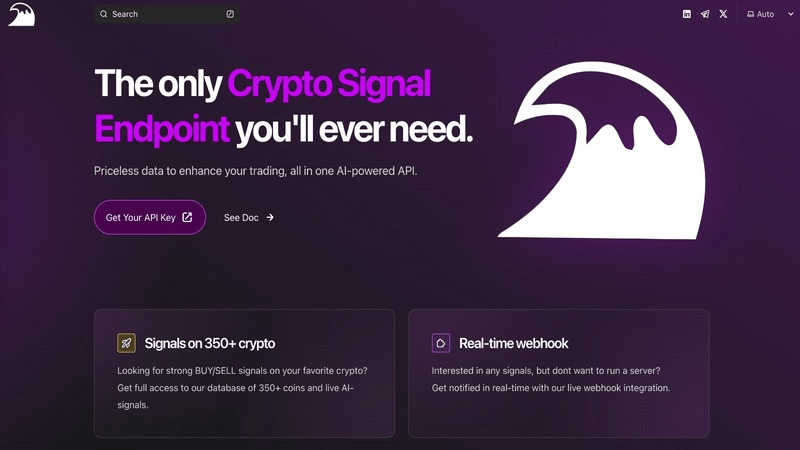 Search
Auto
The only Crypto Signal
Endpoint you'll ever need.
Priceless data to enhance your trading, all in one AI-powered API.
Get Your API Key
See Doc
Signals on 350+ crypto
Looking for strong BUY/SELL signals on your favorite crypto?
Get full access to our database of 350+ coins and live AI-
signals.
Real-time webhook
Interested in any signals, but dont want to run a server?
Get notified in real-time with our live webhook integration.